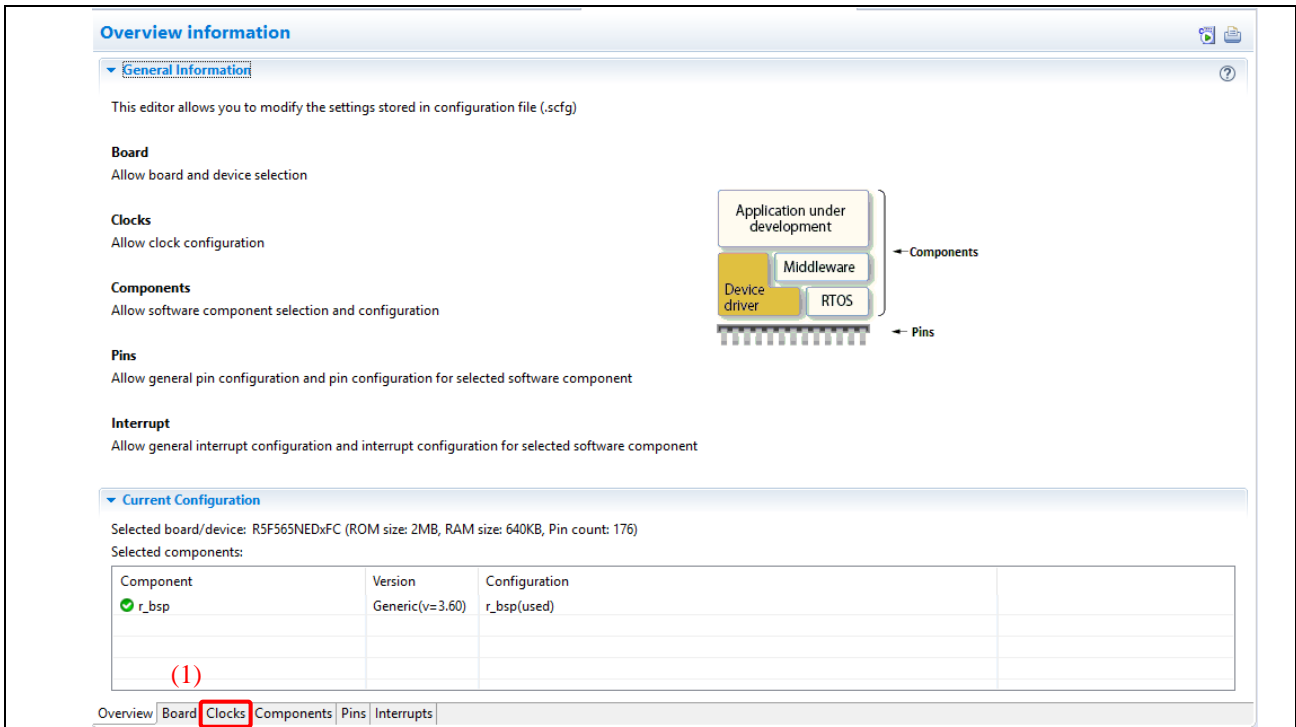 Overview information
General Information
This editor allows you to modify the settings stored in configuration file (.scfg)
Board
Allow board and device selection
Clocks
Allow clock configuration
Components
Allow software component selection and configuration
Pins
Allow general pin configuration and pin configuration for selected software component
Interrupt
Allow general interrupt configuration and interrupt configuration for selected software component
Application under
development
Middleware
Device
driver
RTOS
Components
Pins
Current Configuration
Selected board/device: R5F565NEDxFC (ROM size: 2MB, RAM size: 640KB, Pin count: 176)
Selected components:
Component Version Configuration
r_bsp Generic(v=3.60) r_bsp(used)
(1)
Overview Board Clocks Components Pins Interrupts